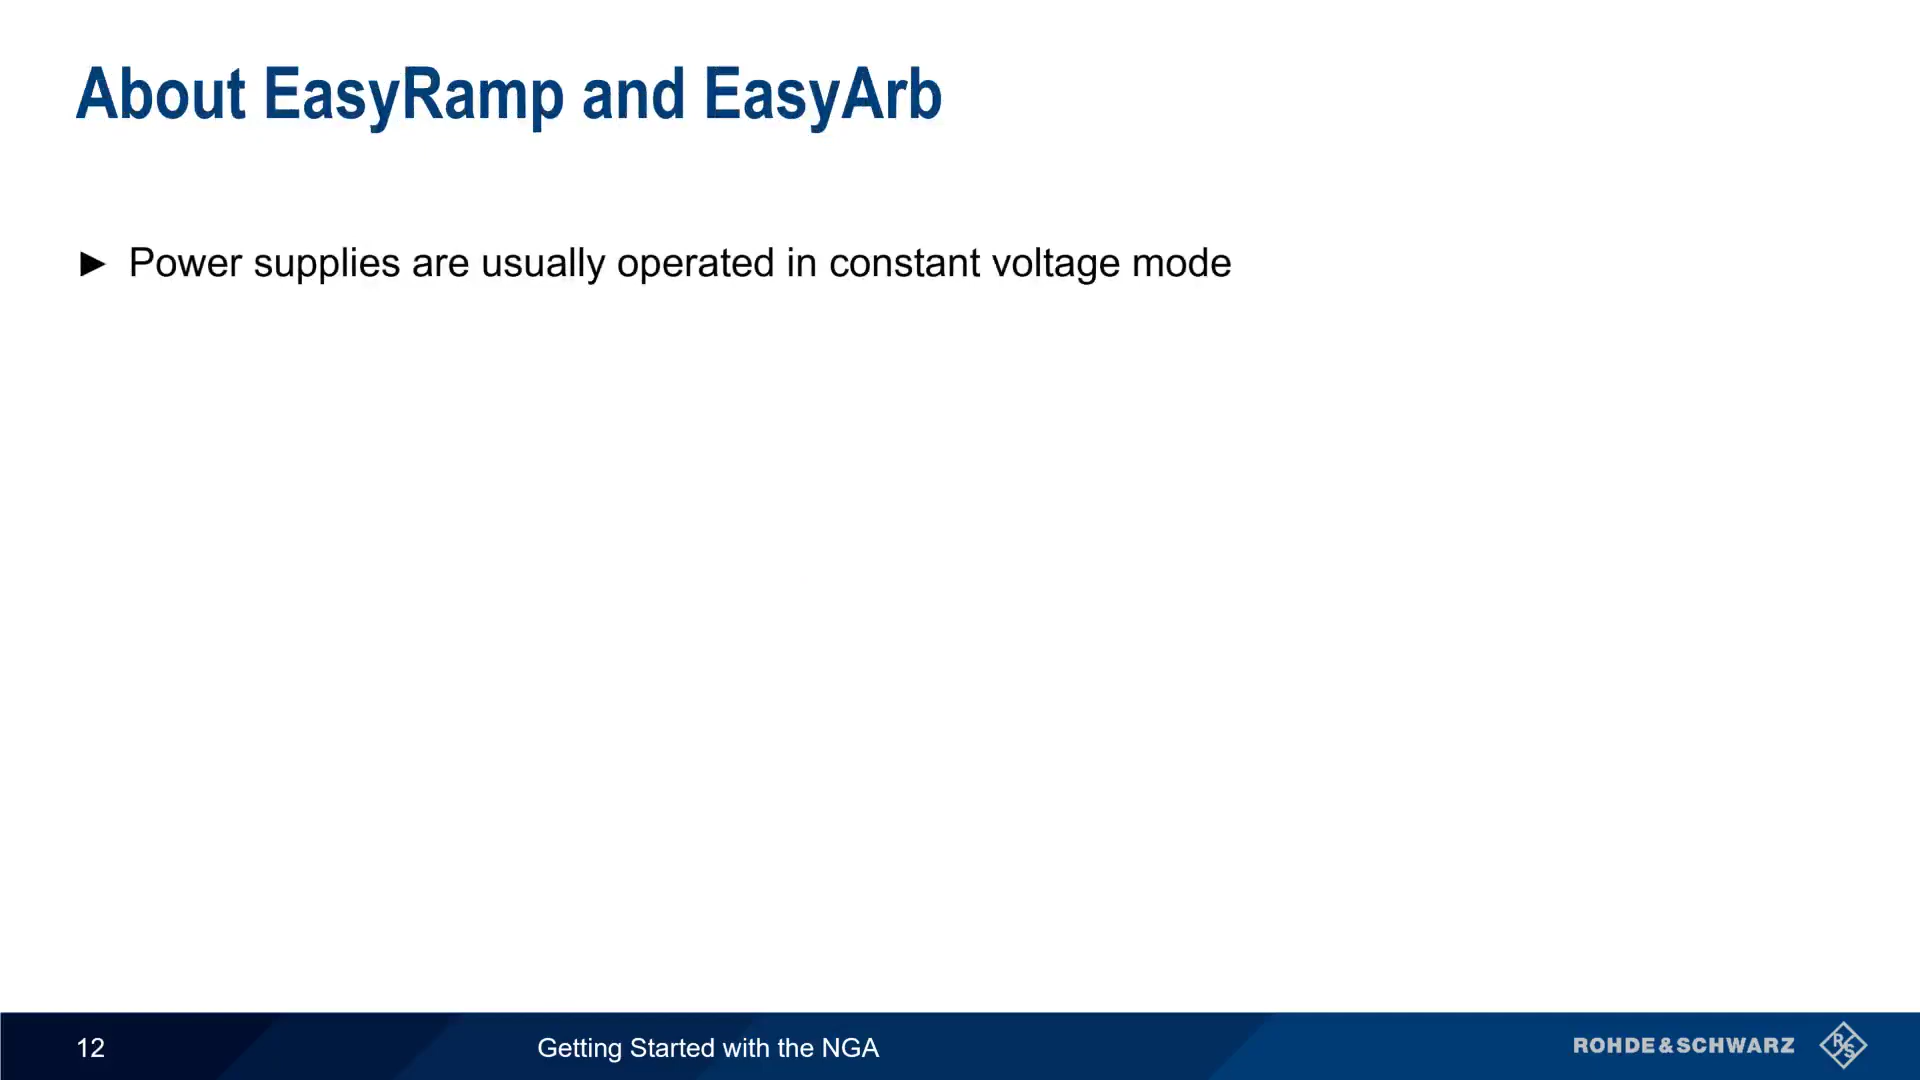 About EasyRamp and EasyArb
► Power supplies are usually operated in constant voltage mode
12
Getting Started with the NGA
ROHDE&SCHWARZ
R
S